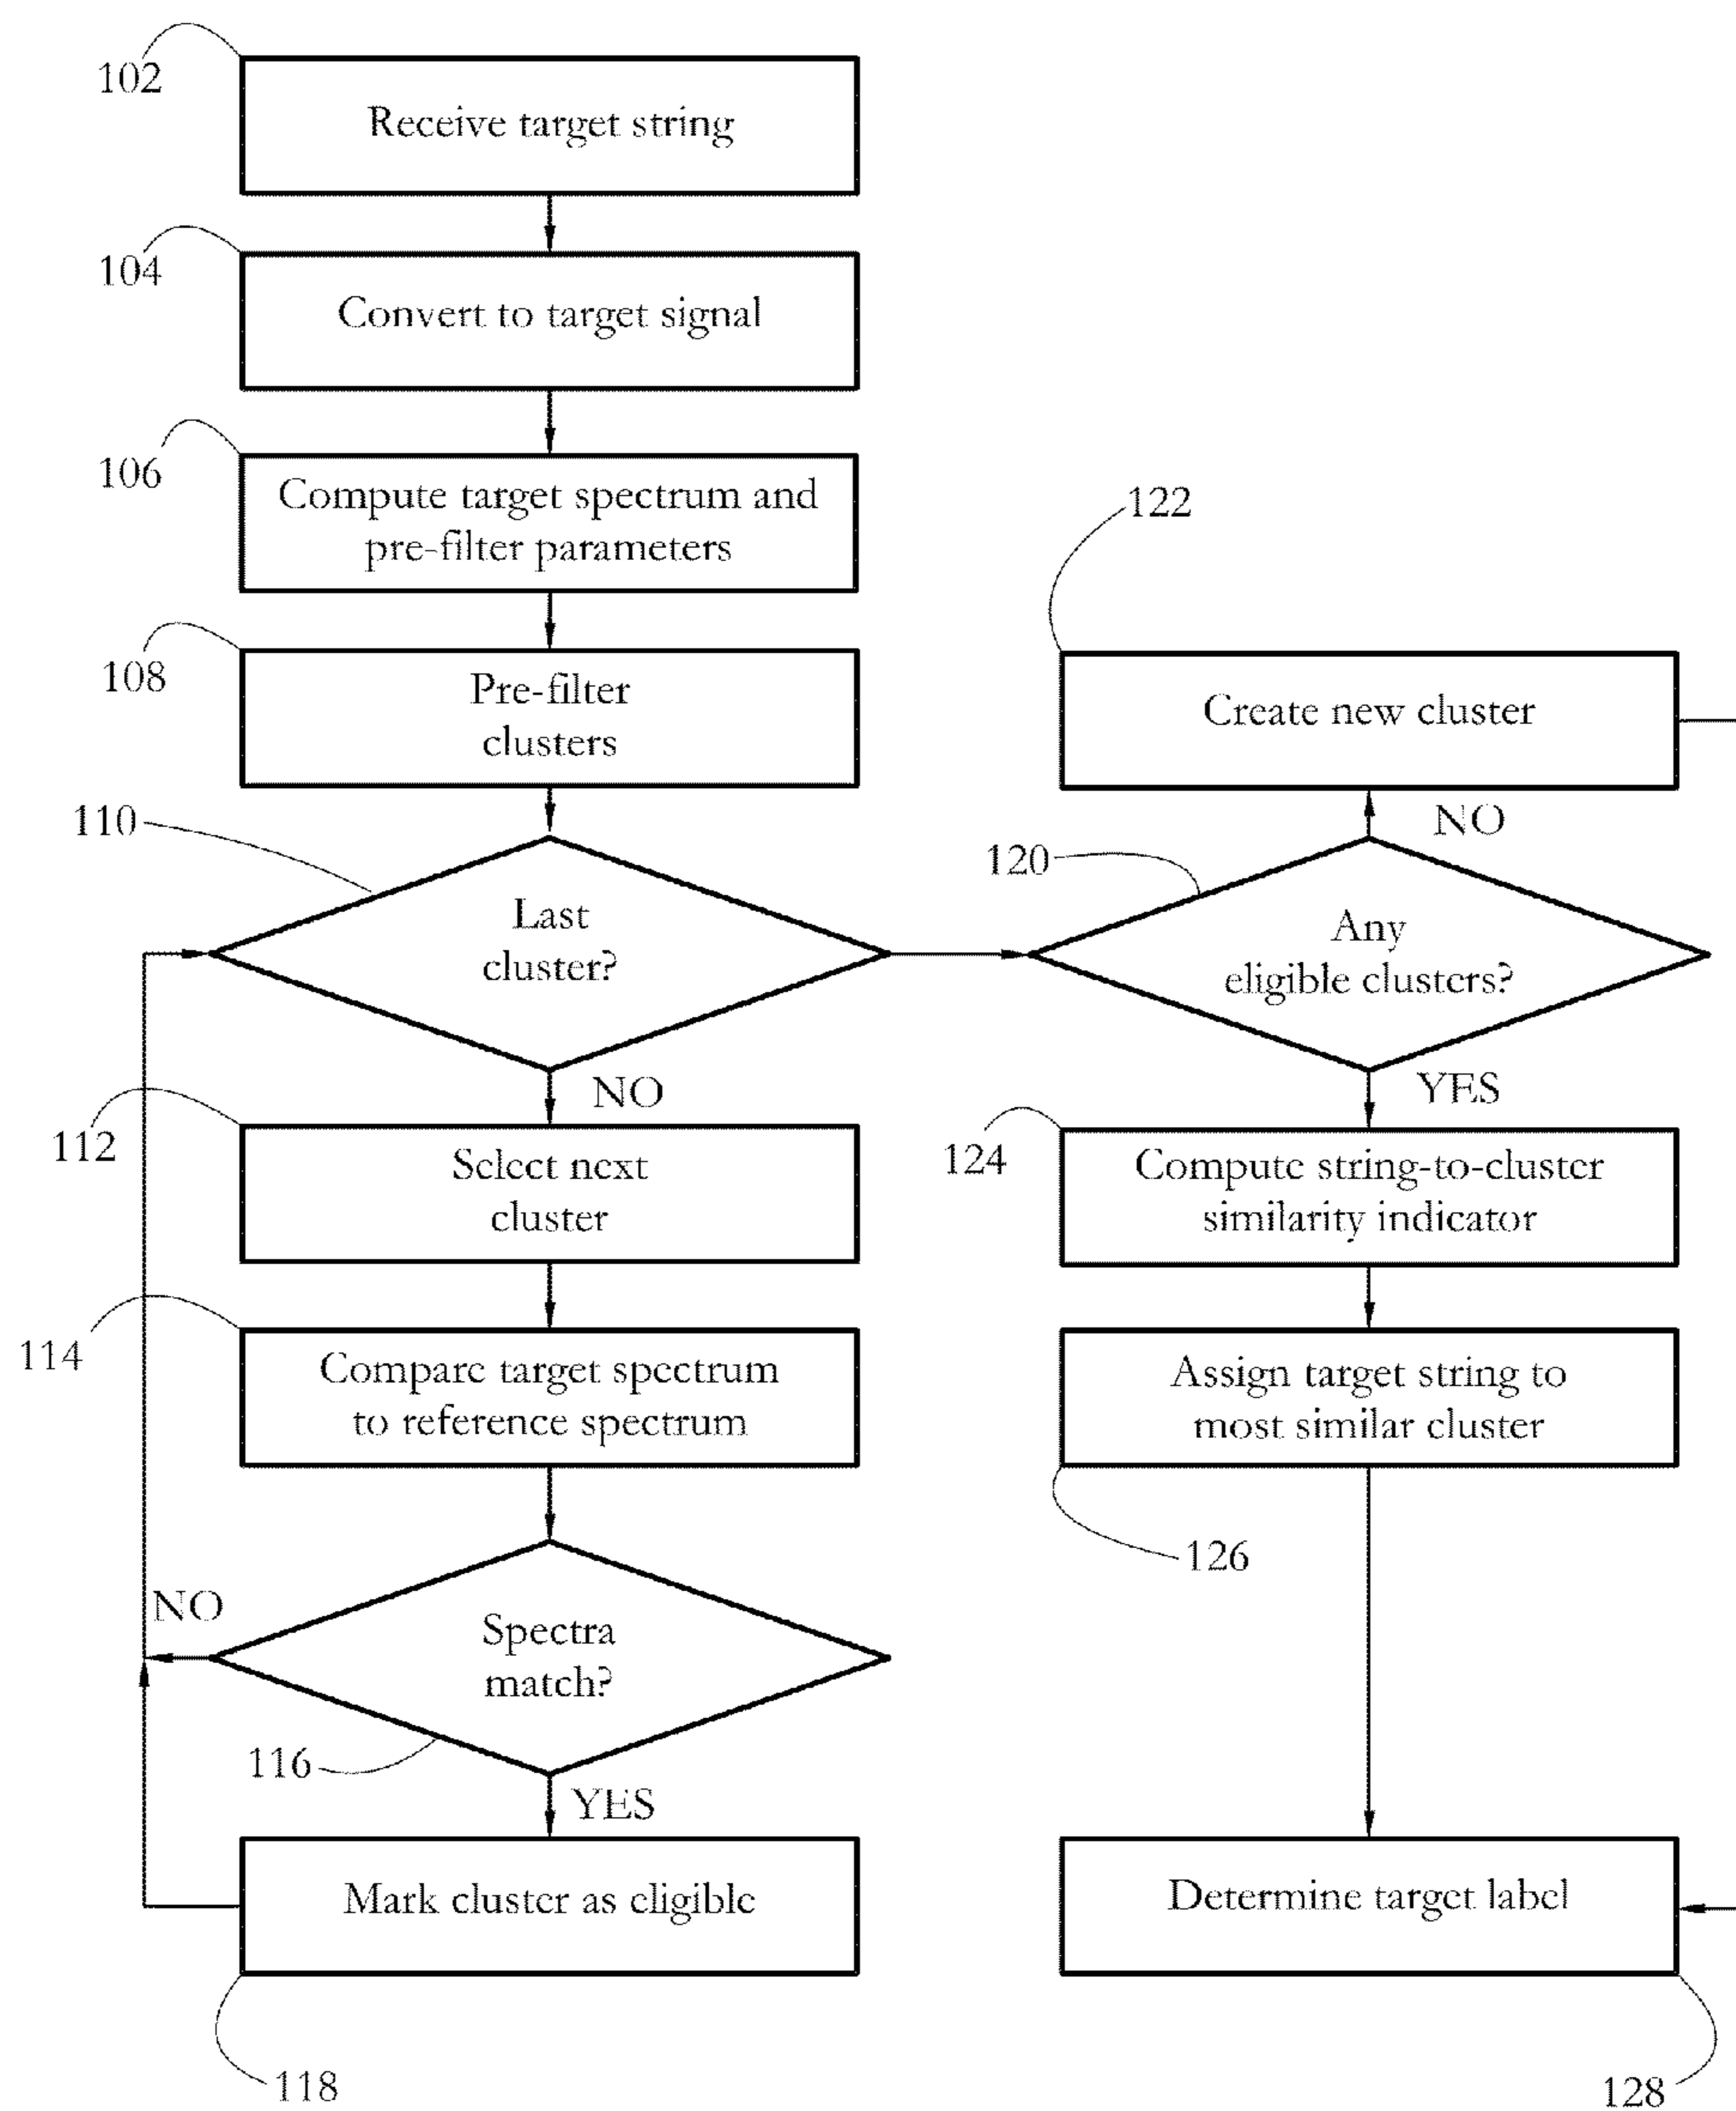 102
Receive target string
104
Convert to target signal
106
Compute target spectrum and
pre-filter parameters
108
Pre-filter
clusters
110
Last
cluster?
NO
112
Select next
cluster
114
Compare target spectrum
to reference spectrum
NO
Spectra
match?
116
YES
Mark cluster as eligible
118
122
Create new cluster
NO
120
Any
eligible clusters?
YES
124
Compute string-to-cluster
similarity indicator
Assign target string to
most similar cluster
126
Determine target label
128